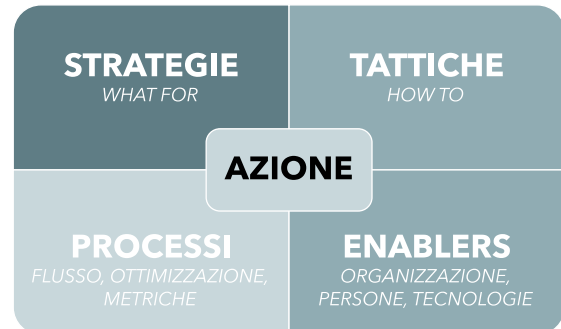 STRATEGIE
WHAT FOR
TATTICHE
HOW TO
AZIONE
PROCESSI
FLUSSO, OTTIMIZZAZIONE,
METRICHE
ENABLERS
ORGANIZZAZIONE,
PERSONE, TECNOLOGIE